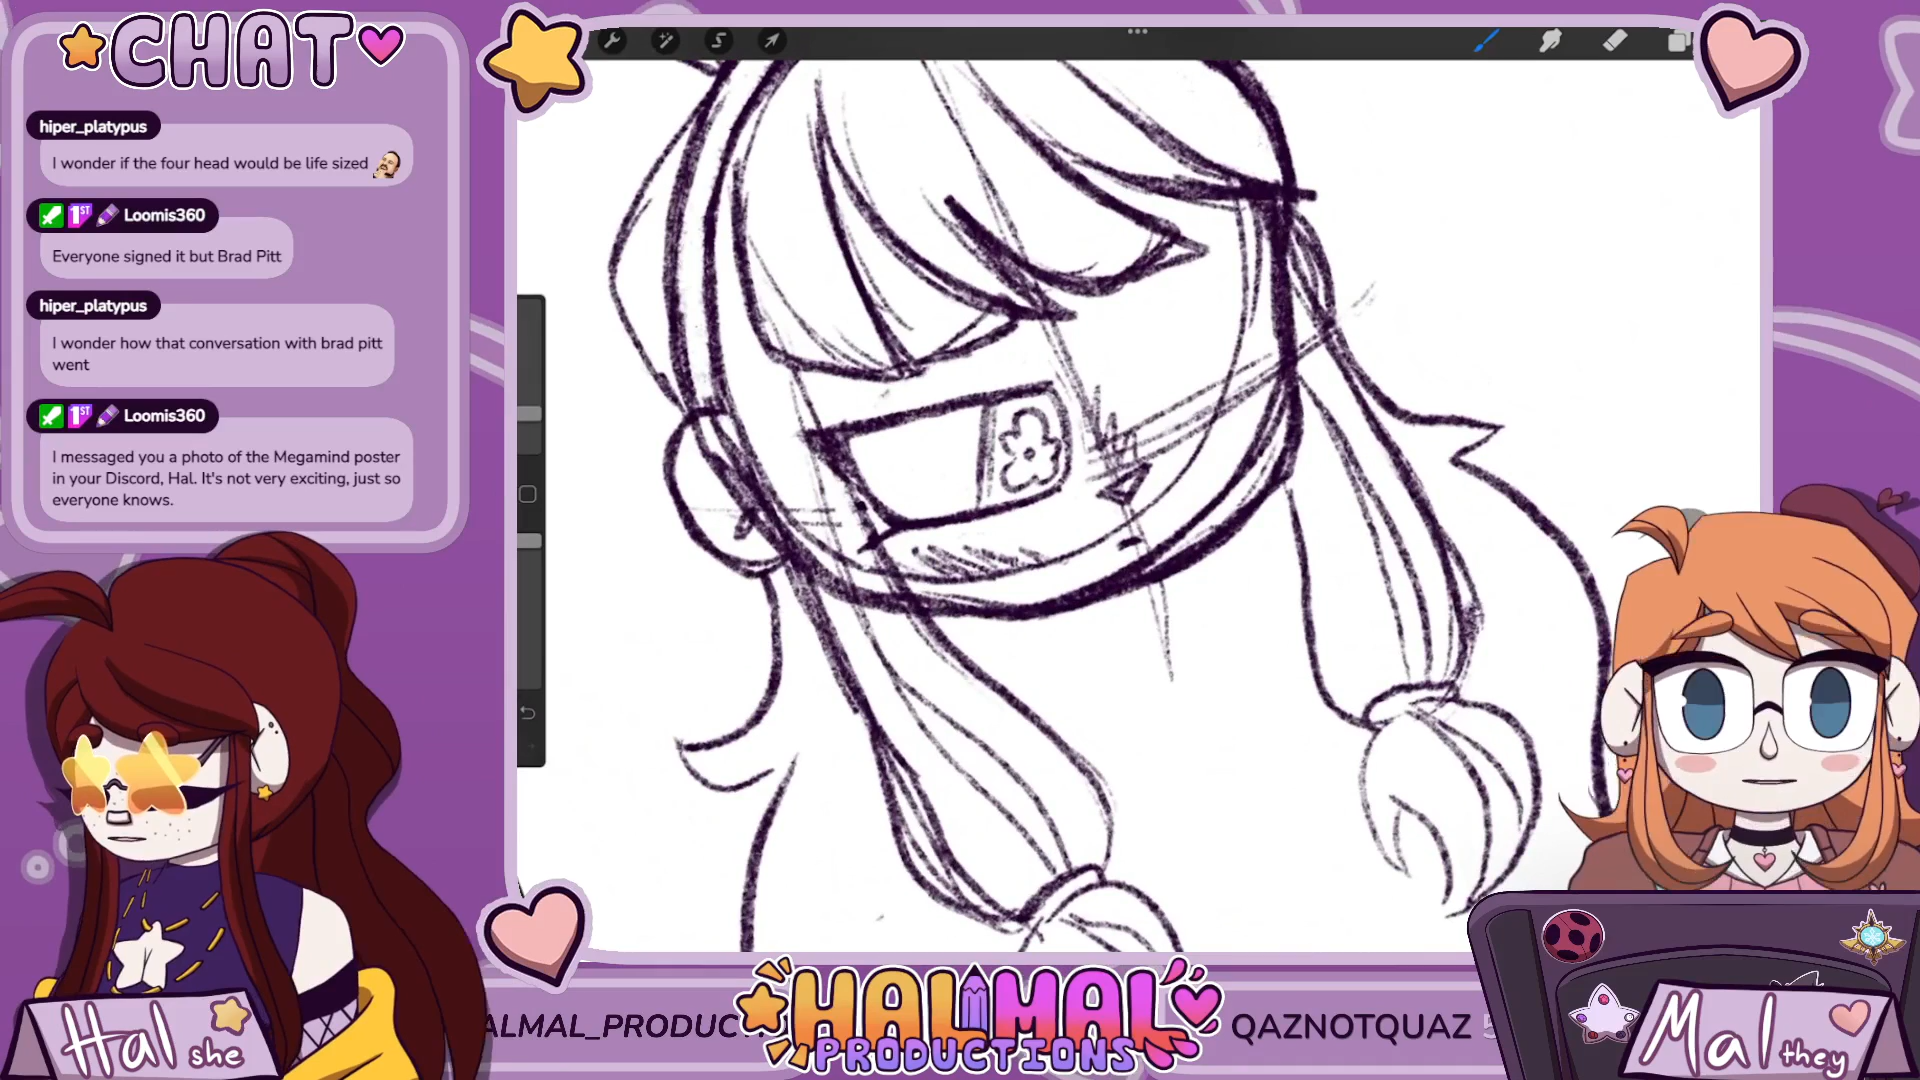 CHAT
hiper_platypus
I wonder if the four head would be life sized
1ST Loomis360
Everyone signed it but Brad Pitt
hiper_platypus
I wonder how that conversation with brad pitt
went
1ST Loomis360
I messaged you a photo of the Megamind poster
in your Discord, Hal. It's not very exciting, just so
everyone knows.
Hal she
ALMAL_PRODUC
HALMAL
PRODUCTIONS
QAZNOTQUAZ
Mal they